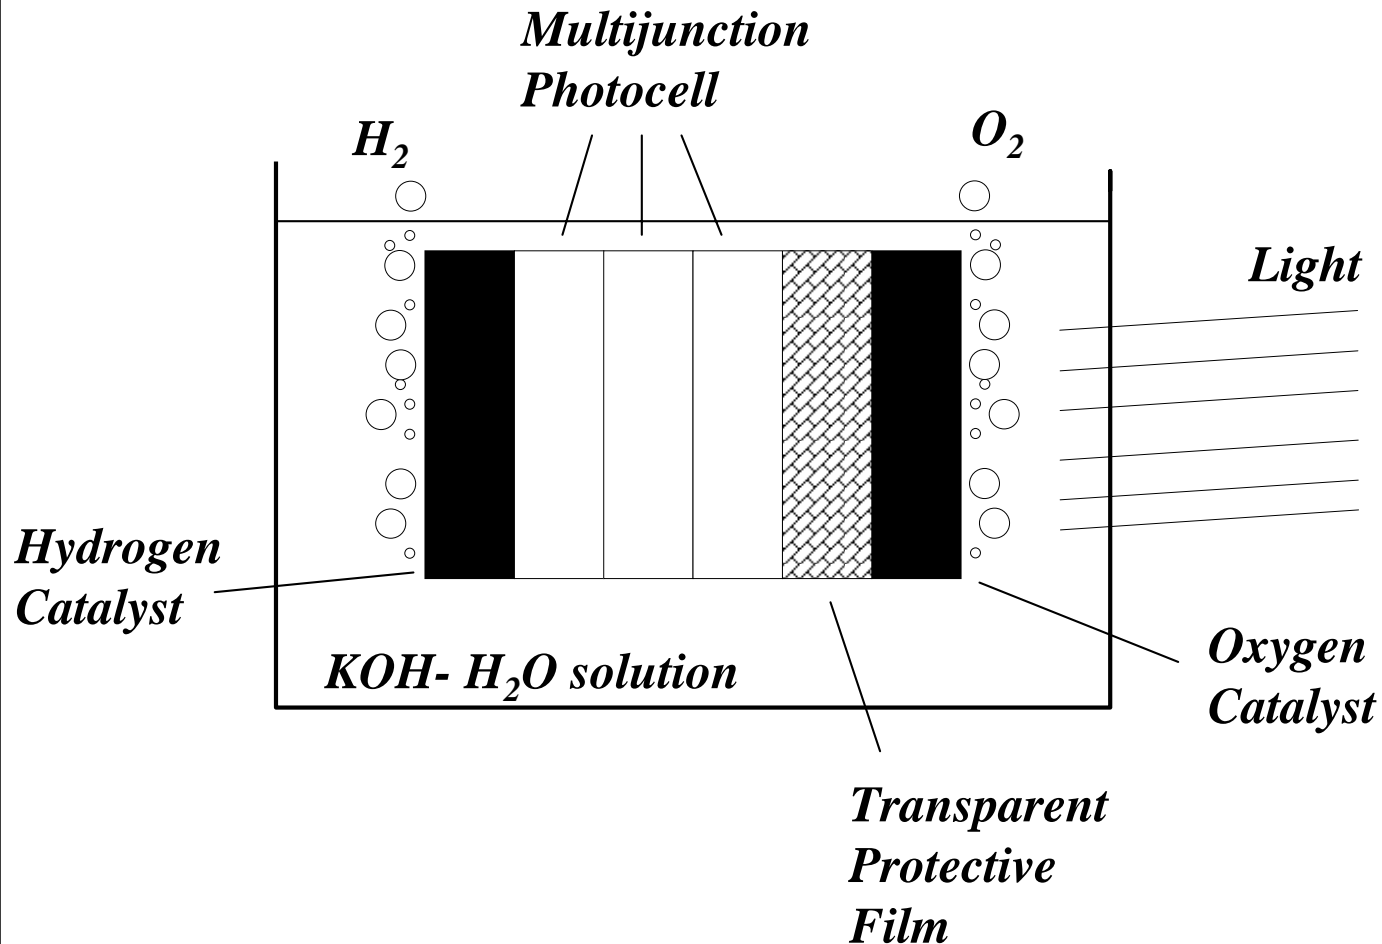 Multijunction
Photocell
H₂
O₂
Light
Hydrogen
Catalyst
KOH- H₂O solution
Oxygen
Catalyst
Transparent
Protective
Film